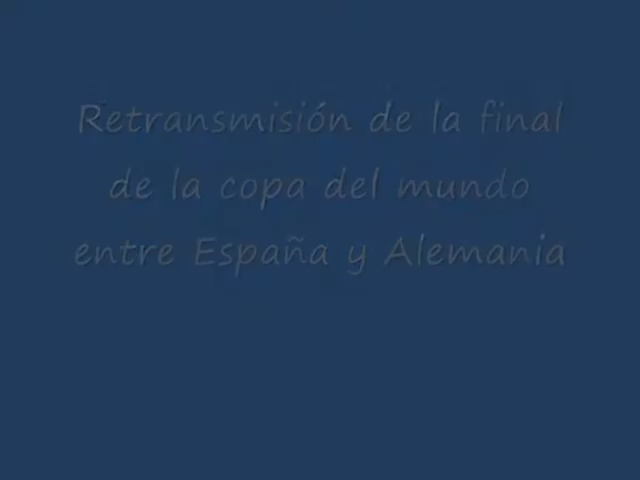 Retransmisión de la final
de la copa del mundo
entre España y Alemania